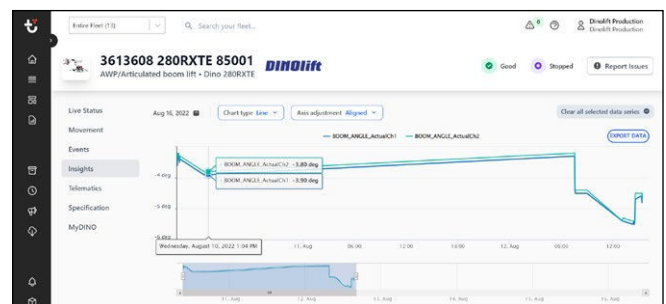 Entire Fleet (13)
Search your fleet...
Dinolift Production
Dinolift Production
3613608 280RXTE 85001
AWP/Articulated boom lift • Dino 280RXTE
DINOlift
Good
Stopped
Report Issues
Live Status
Movement
Events
Insights
Telematics
Specification
MyDINO
Aug 16, 2022
Chart type Line
Axis adjustment Aligned
Clear all selected data series
BOOM_ANGLE_ActualCh1
BOOM_ANGLE_ActualCh2
EXPORT DATA
BOOM_ANGLE_ActualCh2 -3.80 deg
BOOM_ANGLE_ActualCh1 -3.90 deg
-4 deg
-5 deg
-6 deg
Wednesday, August 10, 2022 1:04 PM
11. Aug
06:00
12:00
18:00
12. Aug
06:00
12:00
11. Aug
12. Aug
13. Aug
14. Aug
15. Aug
16. Aug